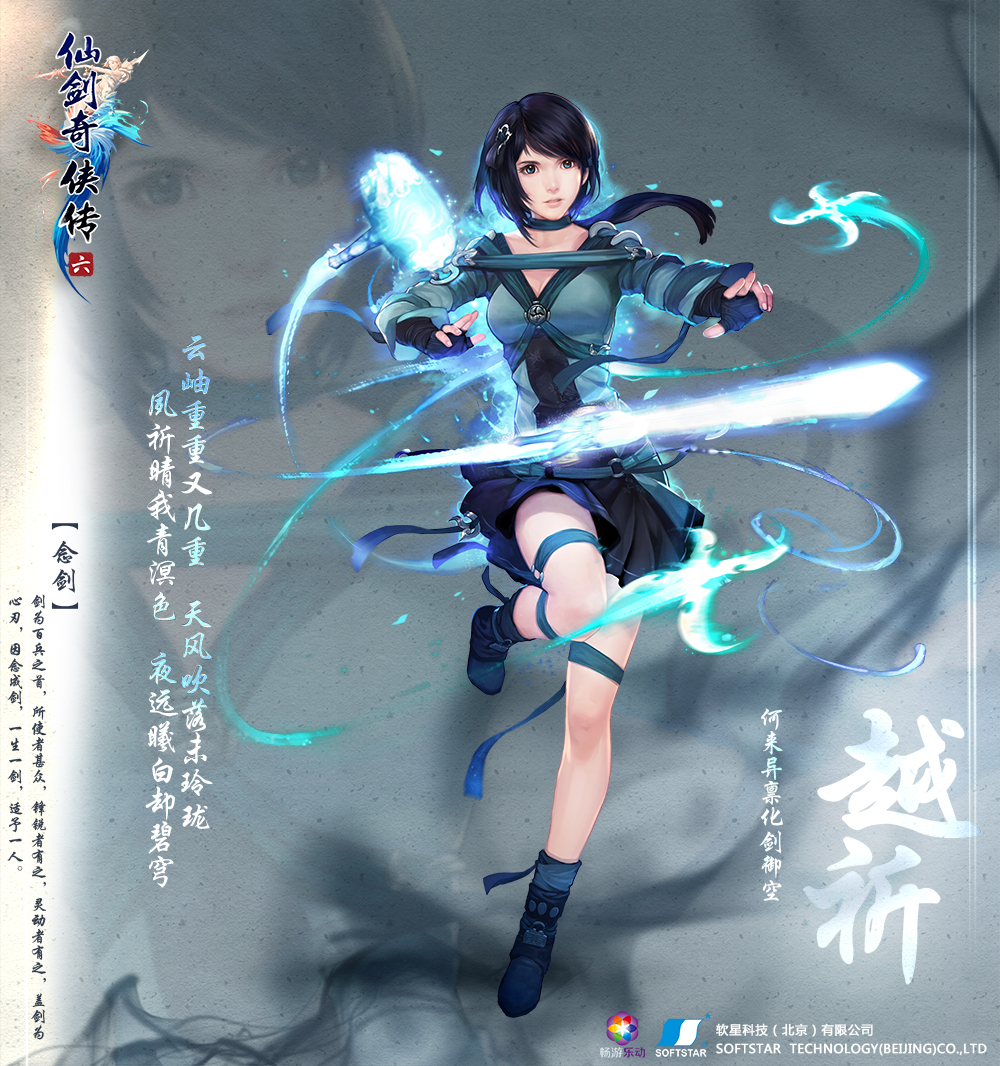 仙剑奇侠传
六
云岫重重又几重 天风吹落未玲珑
夙祈晴我青溟色 夜远曦白却碧穹
【念剑】
剑为百兵之首，所使者甚众，锋锐者有之，灵动者有之，盖剑为
心刃，因念成剑，一生一剑，适予一人。
越祈
何来异禀化剑御空
畅游乐动
SOFTSTAR
软星科技（北京）有限公司
SOFTSTAR TECHNOLOGY(BEIJING)CO.,LTD